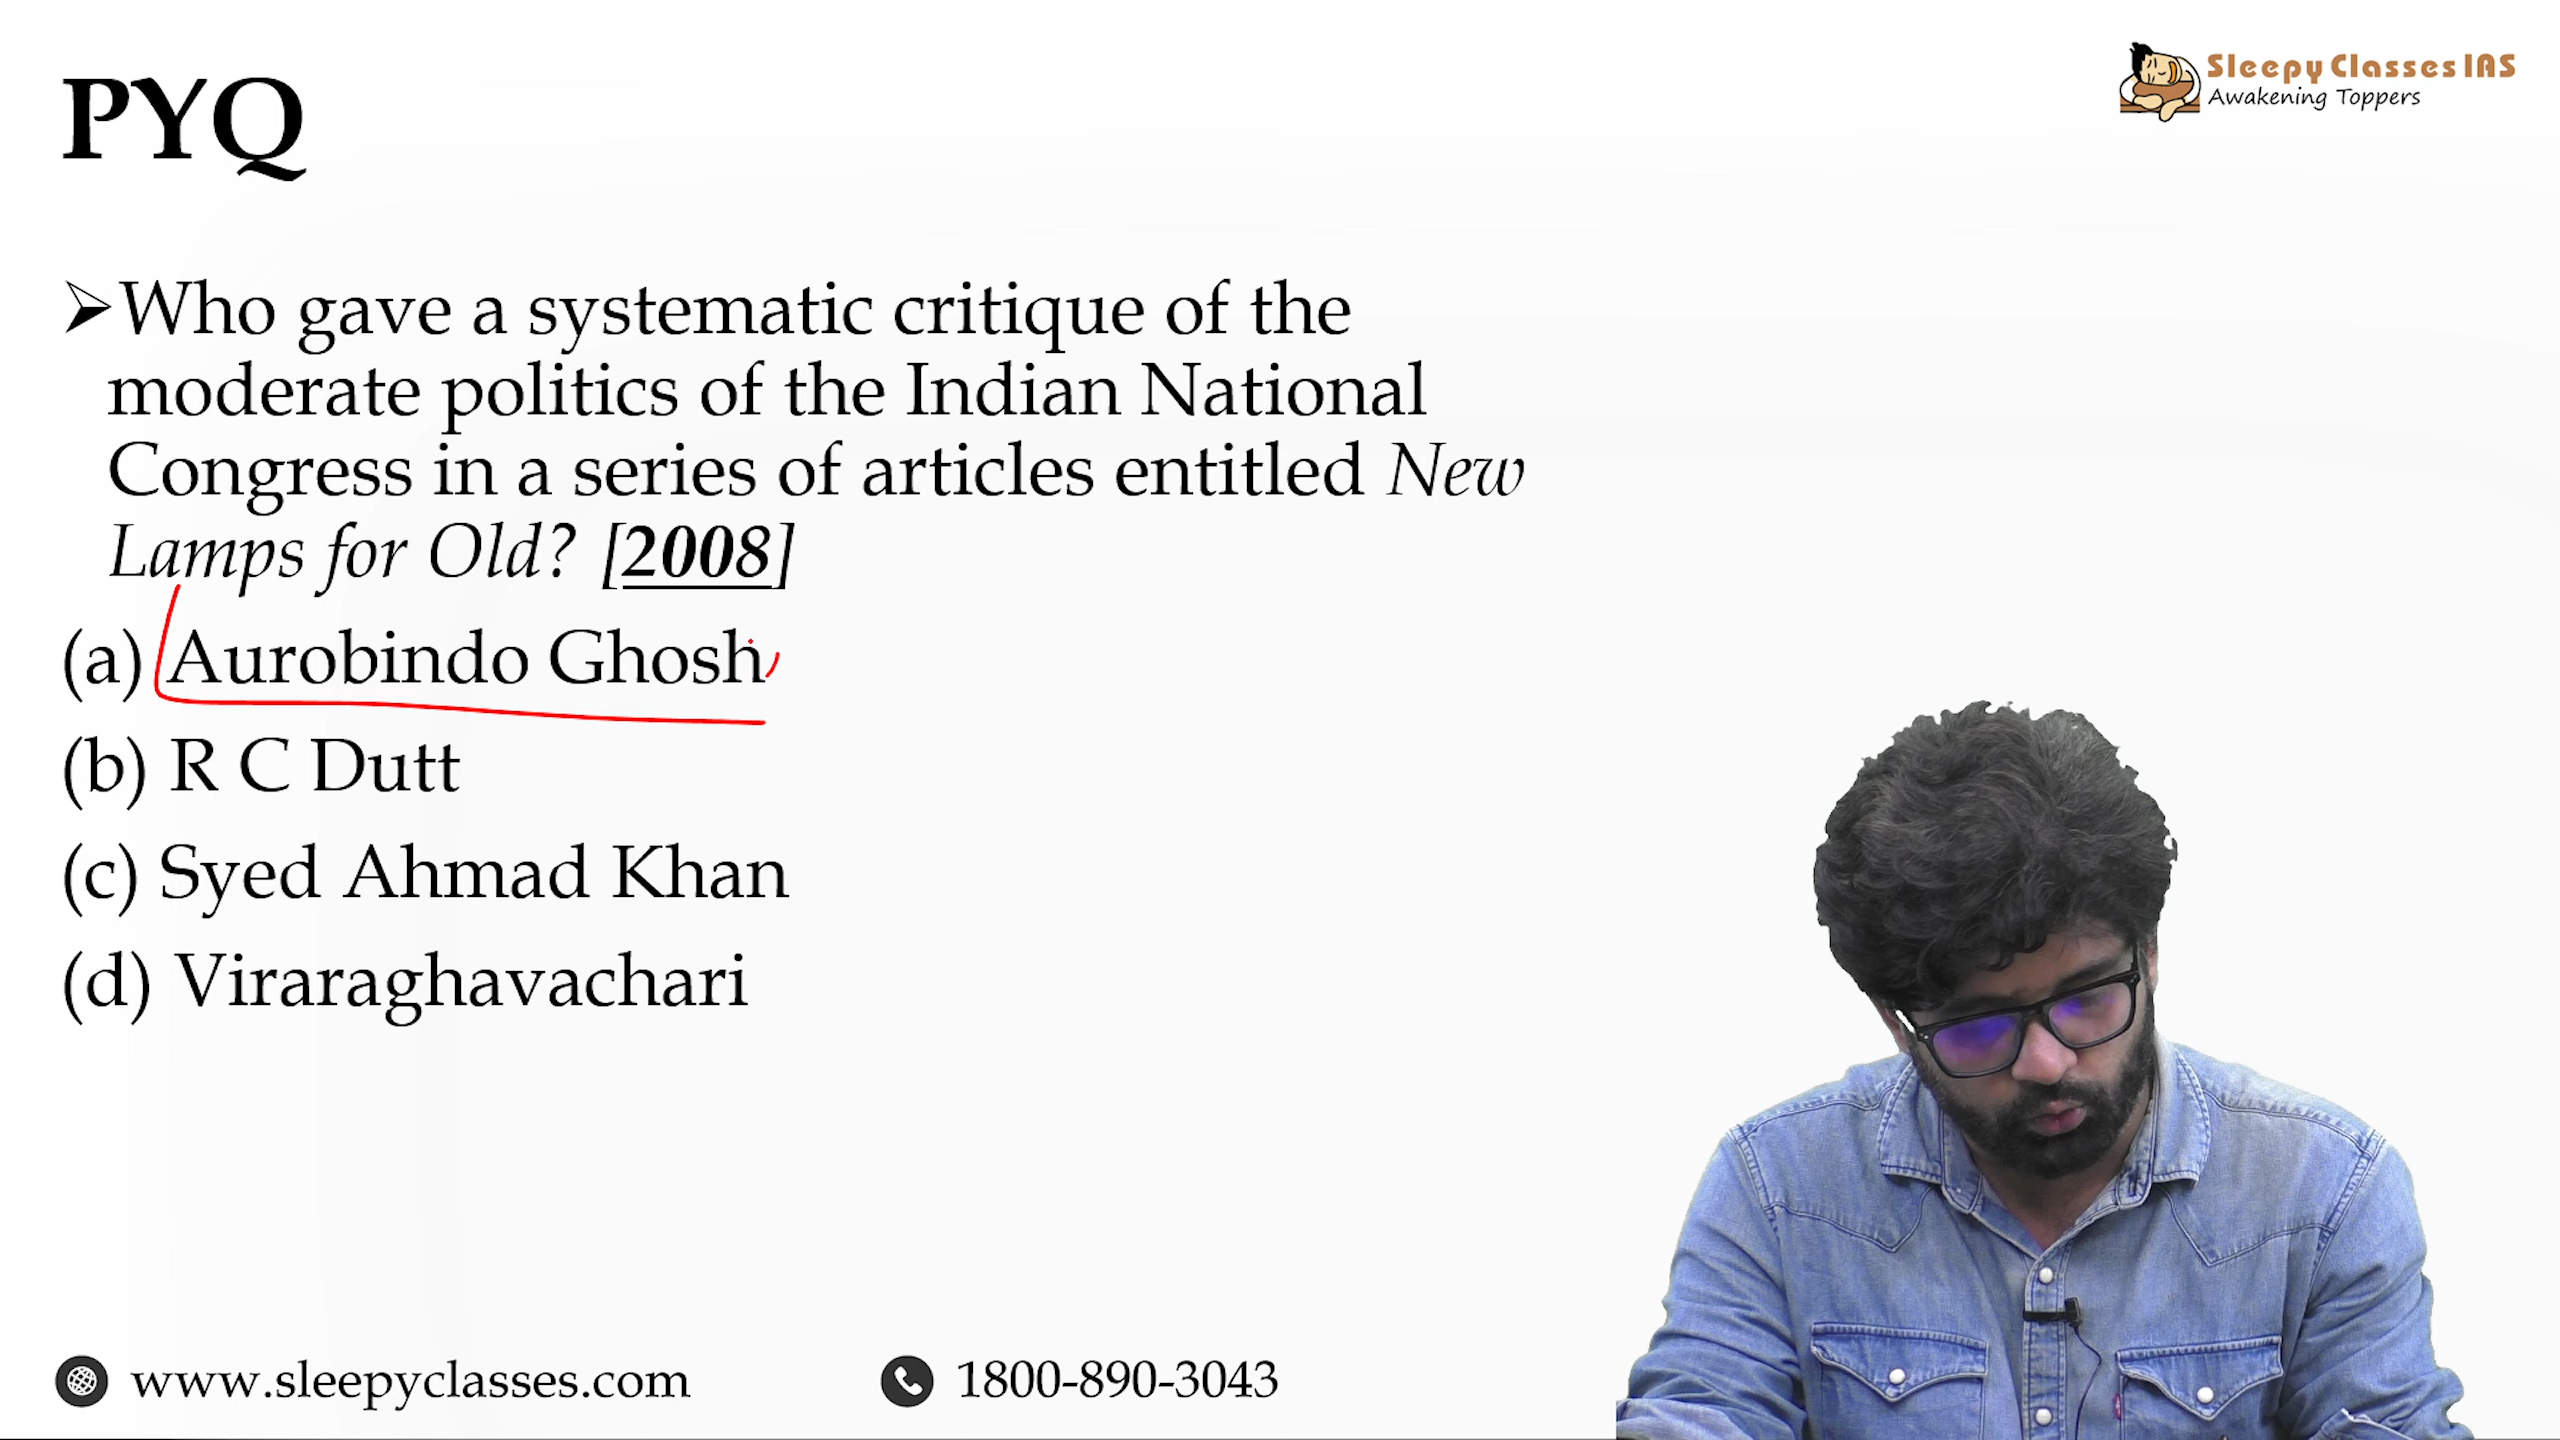 PYQ
Sleepy Classes IAS
Awakening Toppers
➢Who gave a systematic critique of the
moderate politics of the Indian National
Congress in a series of articles entitled New
Lamps for Old? [2008]
(a) Aurobindo Ghosh
(b) R C Dutt
(c) Syed Ahmad Khan
(d) Viraraghavachari
www.sleepyclasses.com
1800-890-3043